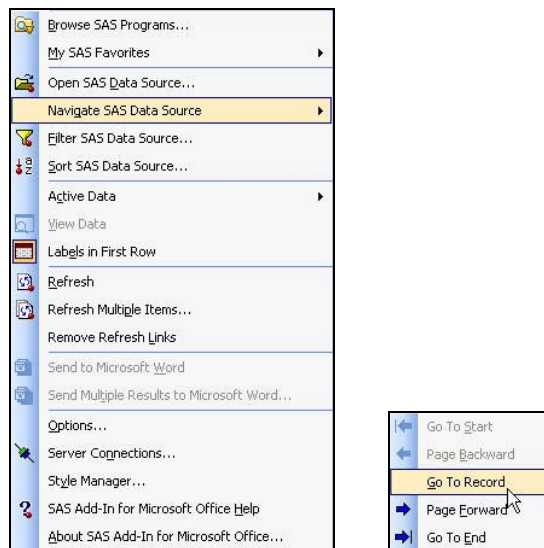 Browse SAS Programs...
My SAS Favorites
Open SAS Data Source...
Navigate SAS Data Source
Filter SAS Data Source...
Sort SAS Data Source...
Active Data
View Data
Labels in First Row
Refresh
Refresh Multiple Items...
Remove Refresh Links
Send to Microsoft Word
Send Multiple Results to Microsoft Word...
Options...
Server Connections...
Style Manager...
SAS Add-In for Microsoft Office Help
About SAS Add-In for Microsoft Office...
Go To Start
Page Backward
Go To Record
Page Forward
Go To End